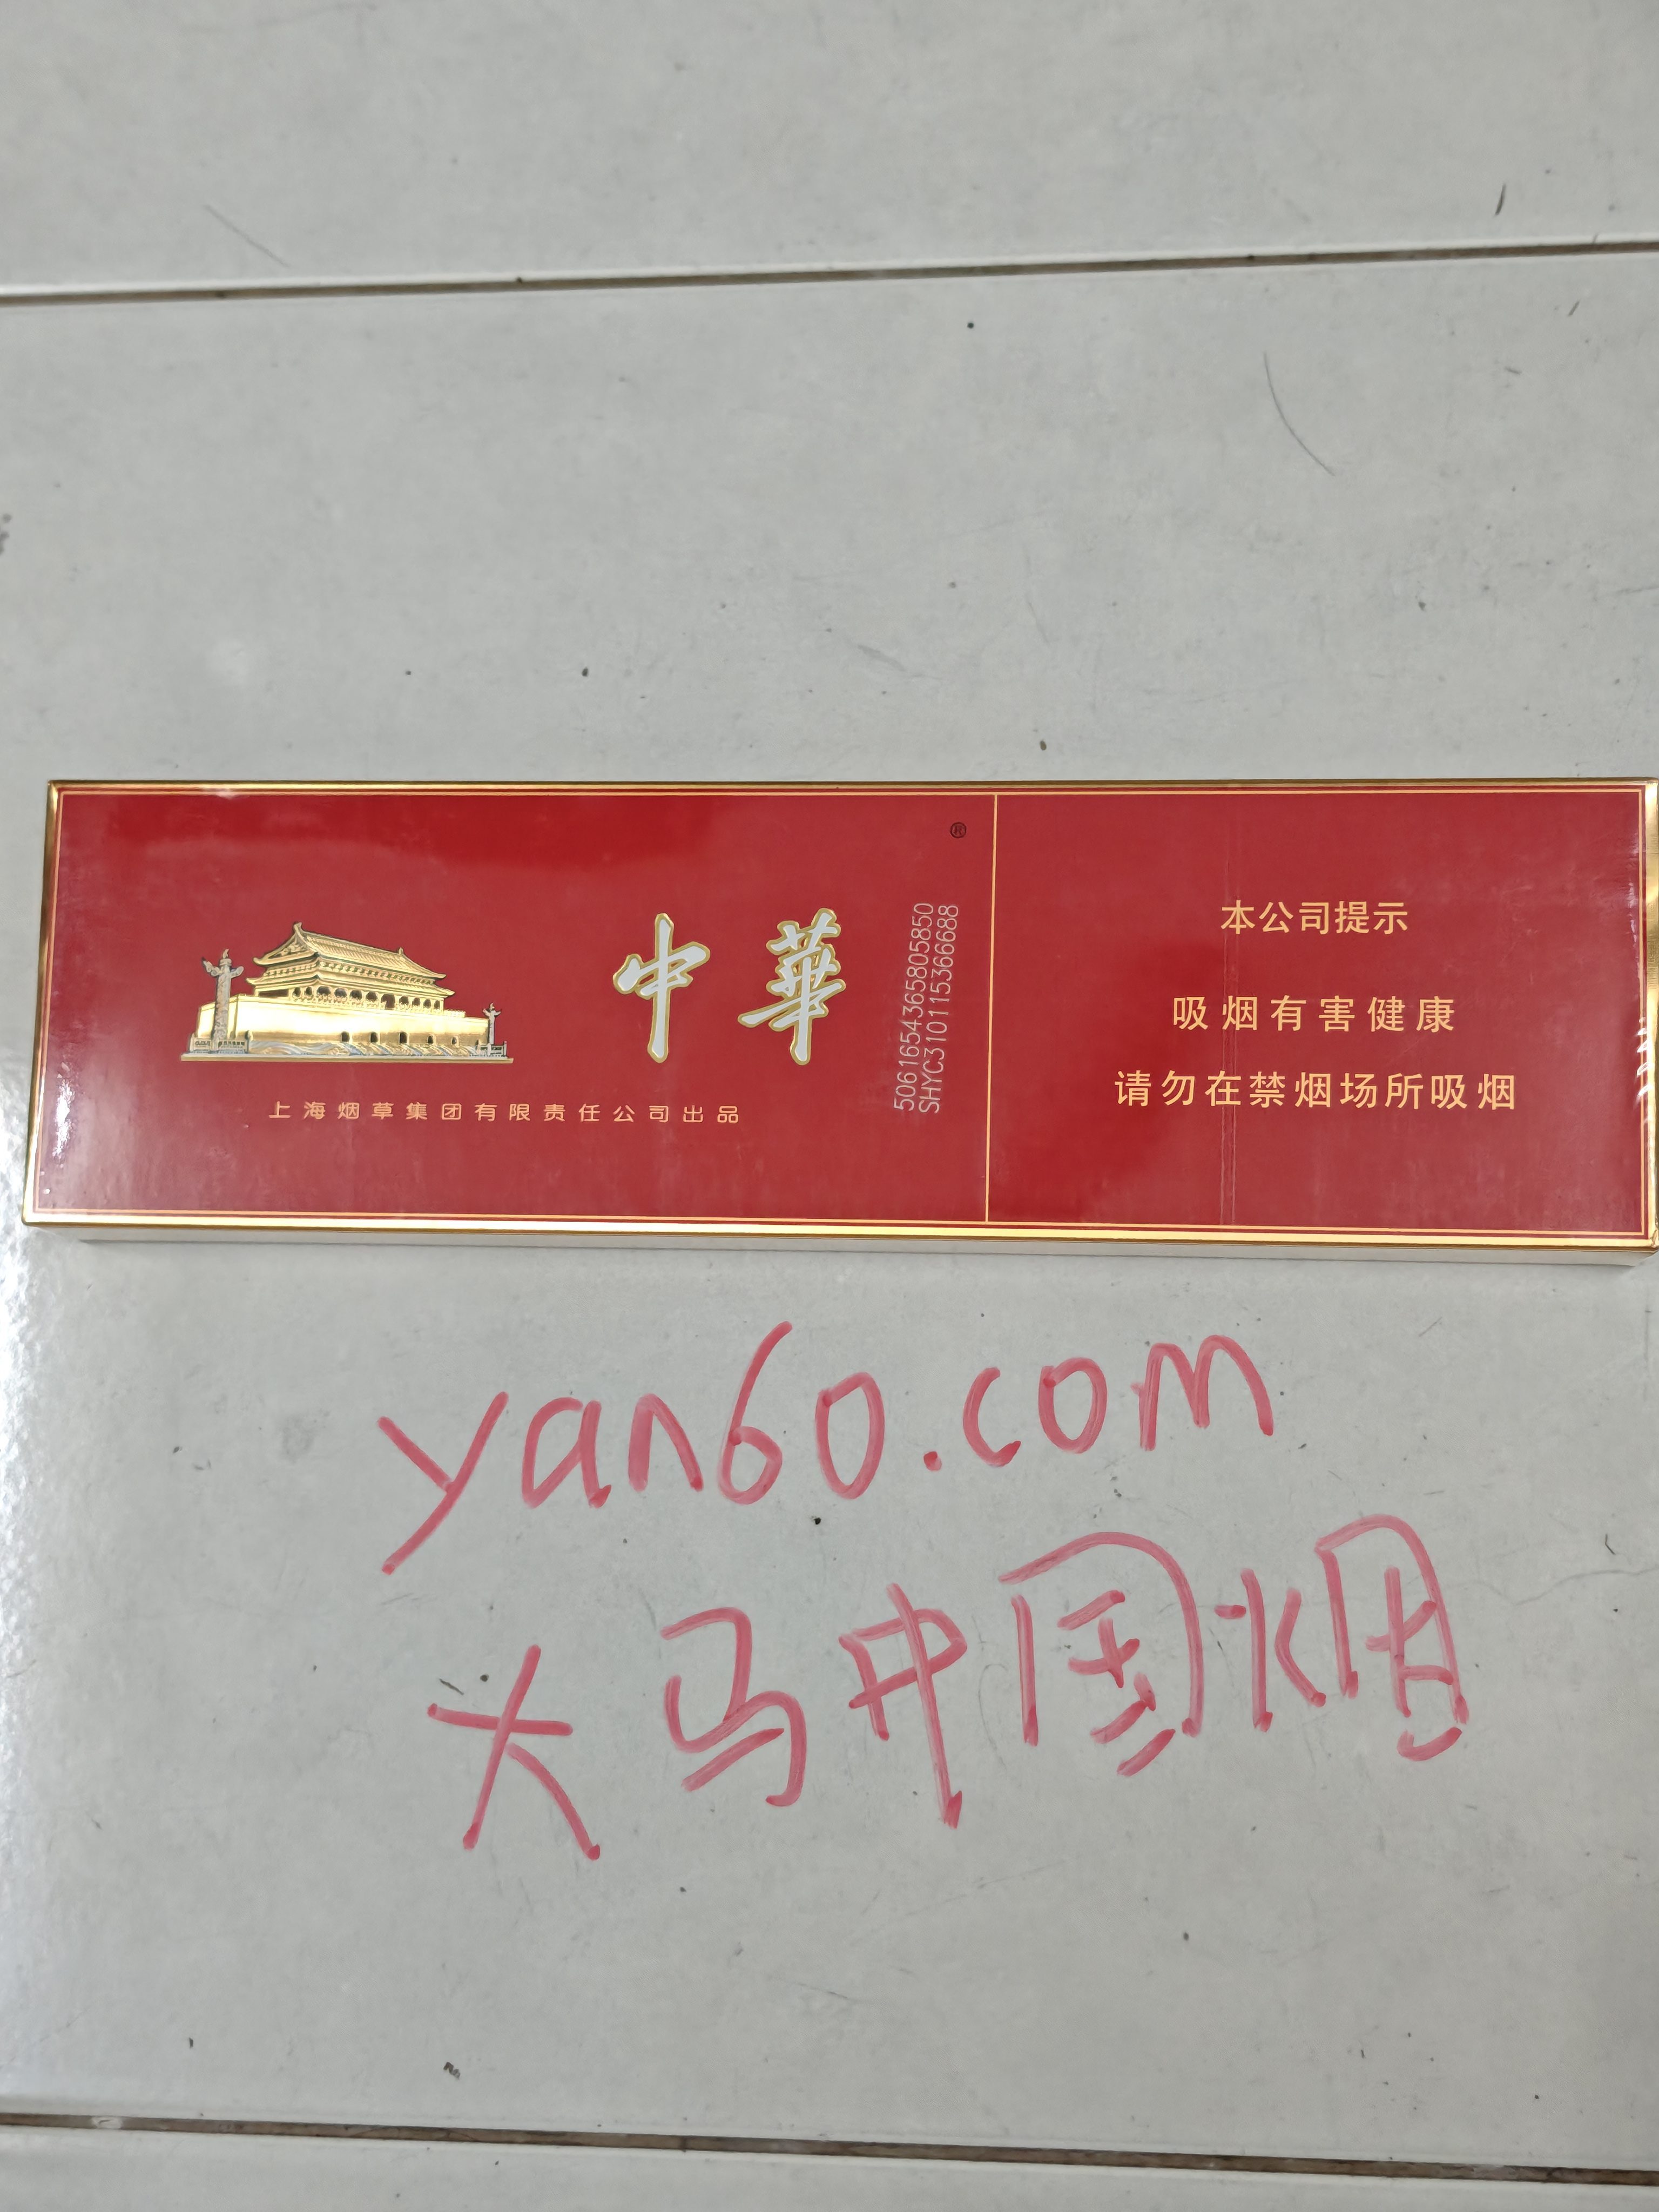 中華
®
上海烟草集团有限责任公司出品
5061654365805850
SHYC310115366688
本公司提示
吸烟有害健康
请勿在禁烟场所吸烟
yan60.com
大马中国烟